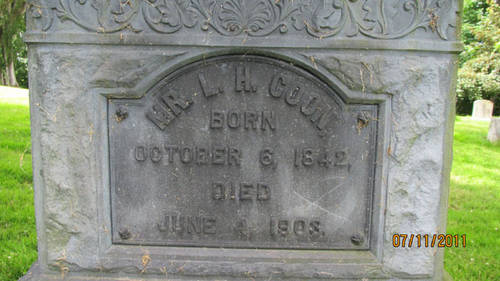 MR. L. H. COON,
BORN
OCTOBER 6, 1842,
DIED
JUNE 4, 1903.
07/11/2011